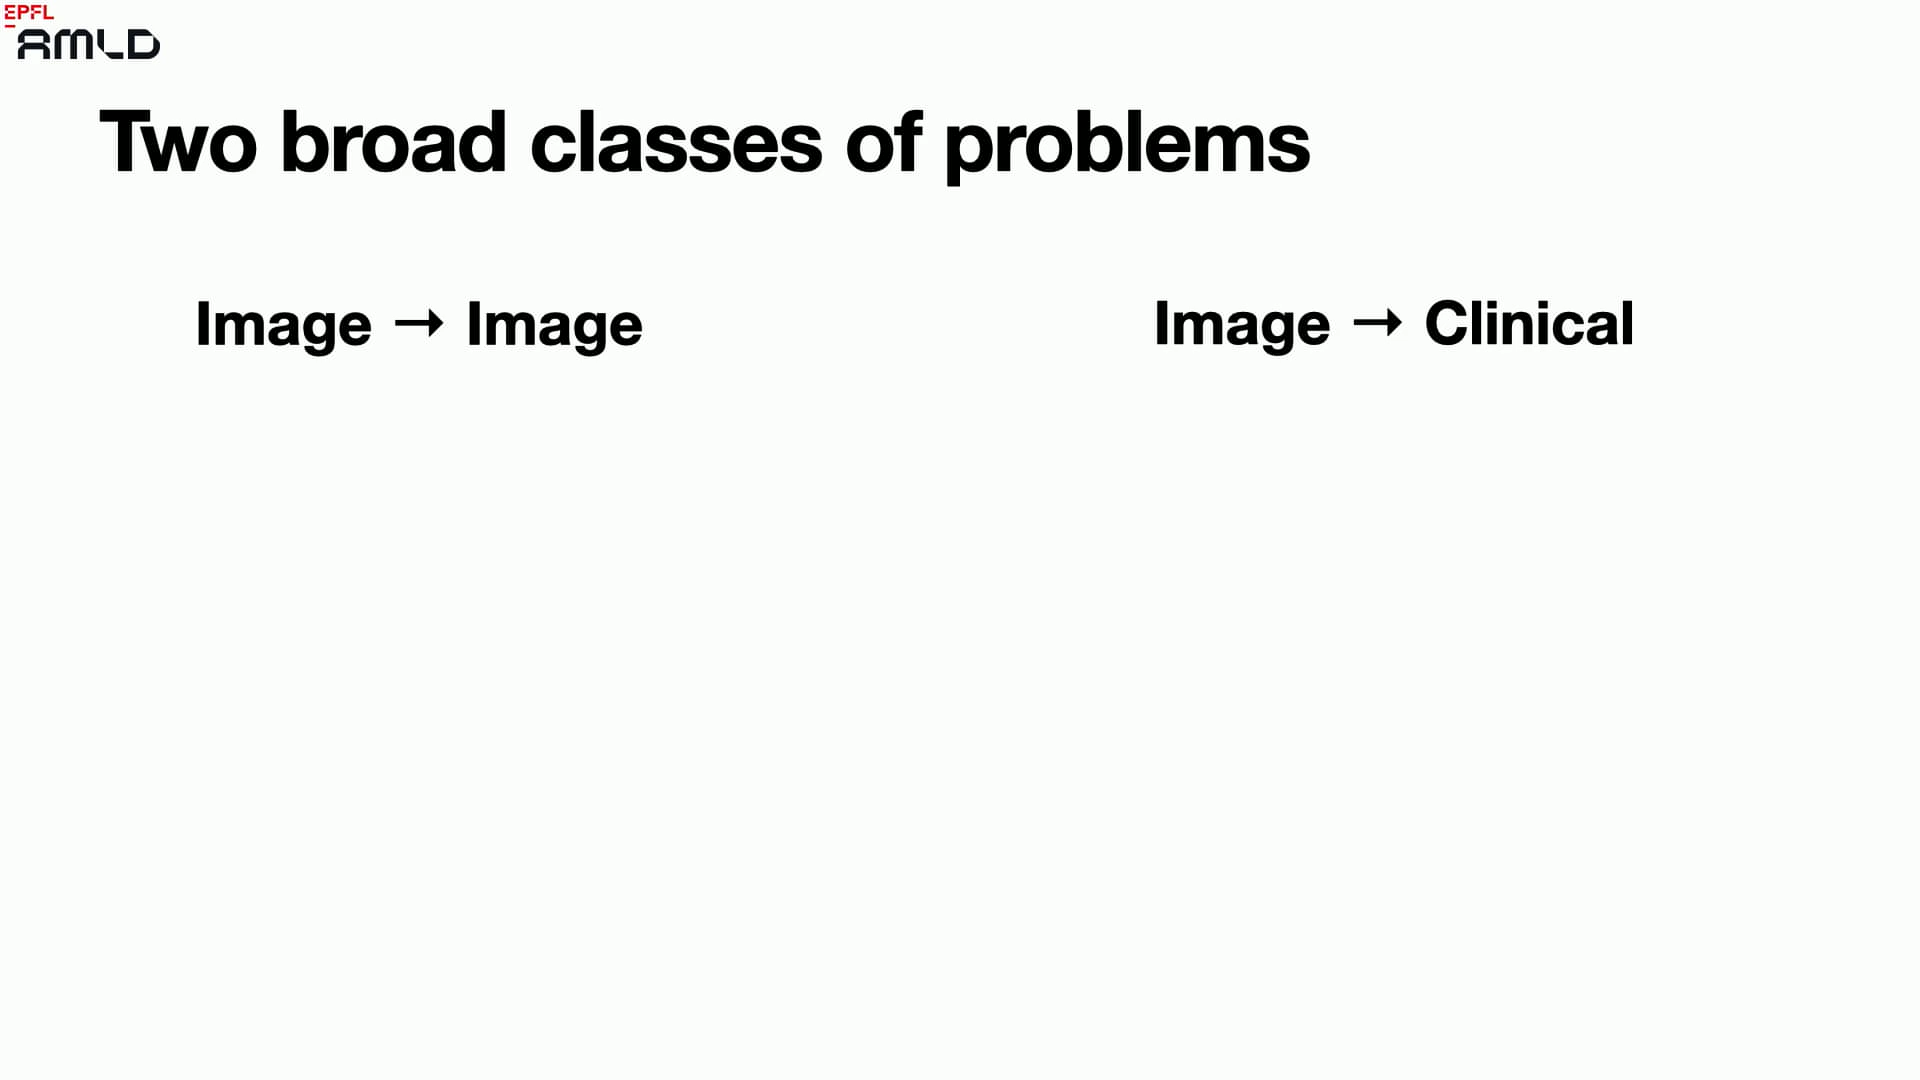 EPFL
AMLD
Two broad classes of problems
Image → Image
Image → Clinical